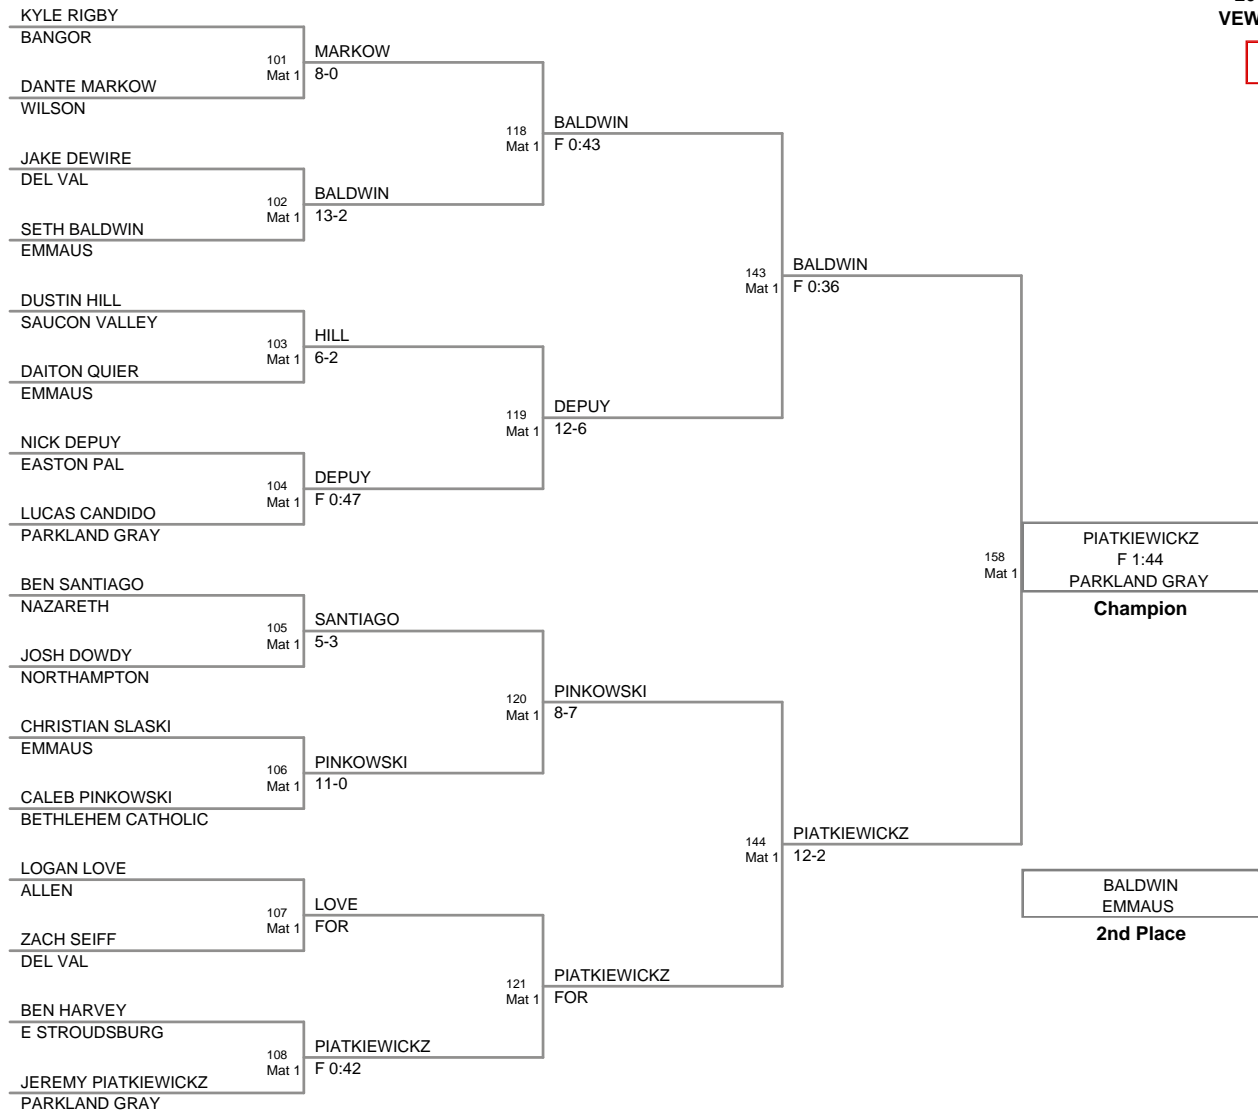 KYLE RIGBY
BANGOR
101
Mat 1
MARKOW
8-0
DANTE MARKOW
WILSON
118
Mat 1
BALDWIN
F 0:43
JAKE DEWIRE
DEL VAL
102
Mat 1
BALDWIN
13-2
SETH BALDWIN
EMMAUS
143
Mat 1
BALDWIN
F 0:36
DUSTIN HILL
SAUCON VALLEY
103
Mat 1
HILL
6-2
DAITON QUIER
EMMAUS
119
Mat 1
DEPUY
12-6
NICK DEPUY
EASTON PAL
104
Mat 1
DEPUY
F 0:47
LUCAS CANDIDO
PARKLAND GRAY
158
Mat 1
PIATKIEWICKZ
F 1:44
PARKLAND GRAY
Champion
BEN SANTIAGO
NAZARETH
105
Mat 1
SANTIAGO
5-3
JOSH DOWDY
NORTHAMPTON
120
Mat 1
PINKOWSKI
8-7
CHRISTIAN SLASKI
EMMAUS
106
Mat 1
PINKOWSKI
11-0
CALEB PINKOWSKI
BETHLEHEM CATHOLIC
144
Mat 1
PIATKIEWICKZ
12-2
LOGAN LOVE
ALLEN
107
Mat 1
LOVE
FOR
ZACH SEIFF
DEL VAL
121
Mat 1
PIATKIEWICKZ
FOR
BEN HARVEY
E STROUDSBURG
108
Mat 1
PIATKIEWICKZ
F 0:42
JEREMY PIATKIEWICKZ
PARKLAND GRAY
BALDWIN
EMMAUS
2nd Place
VEW